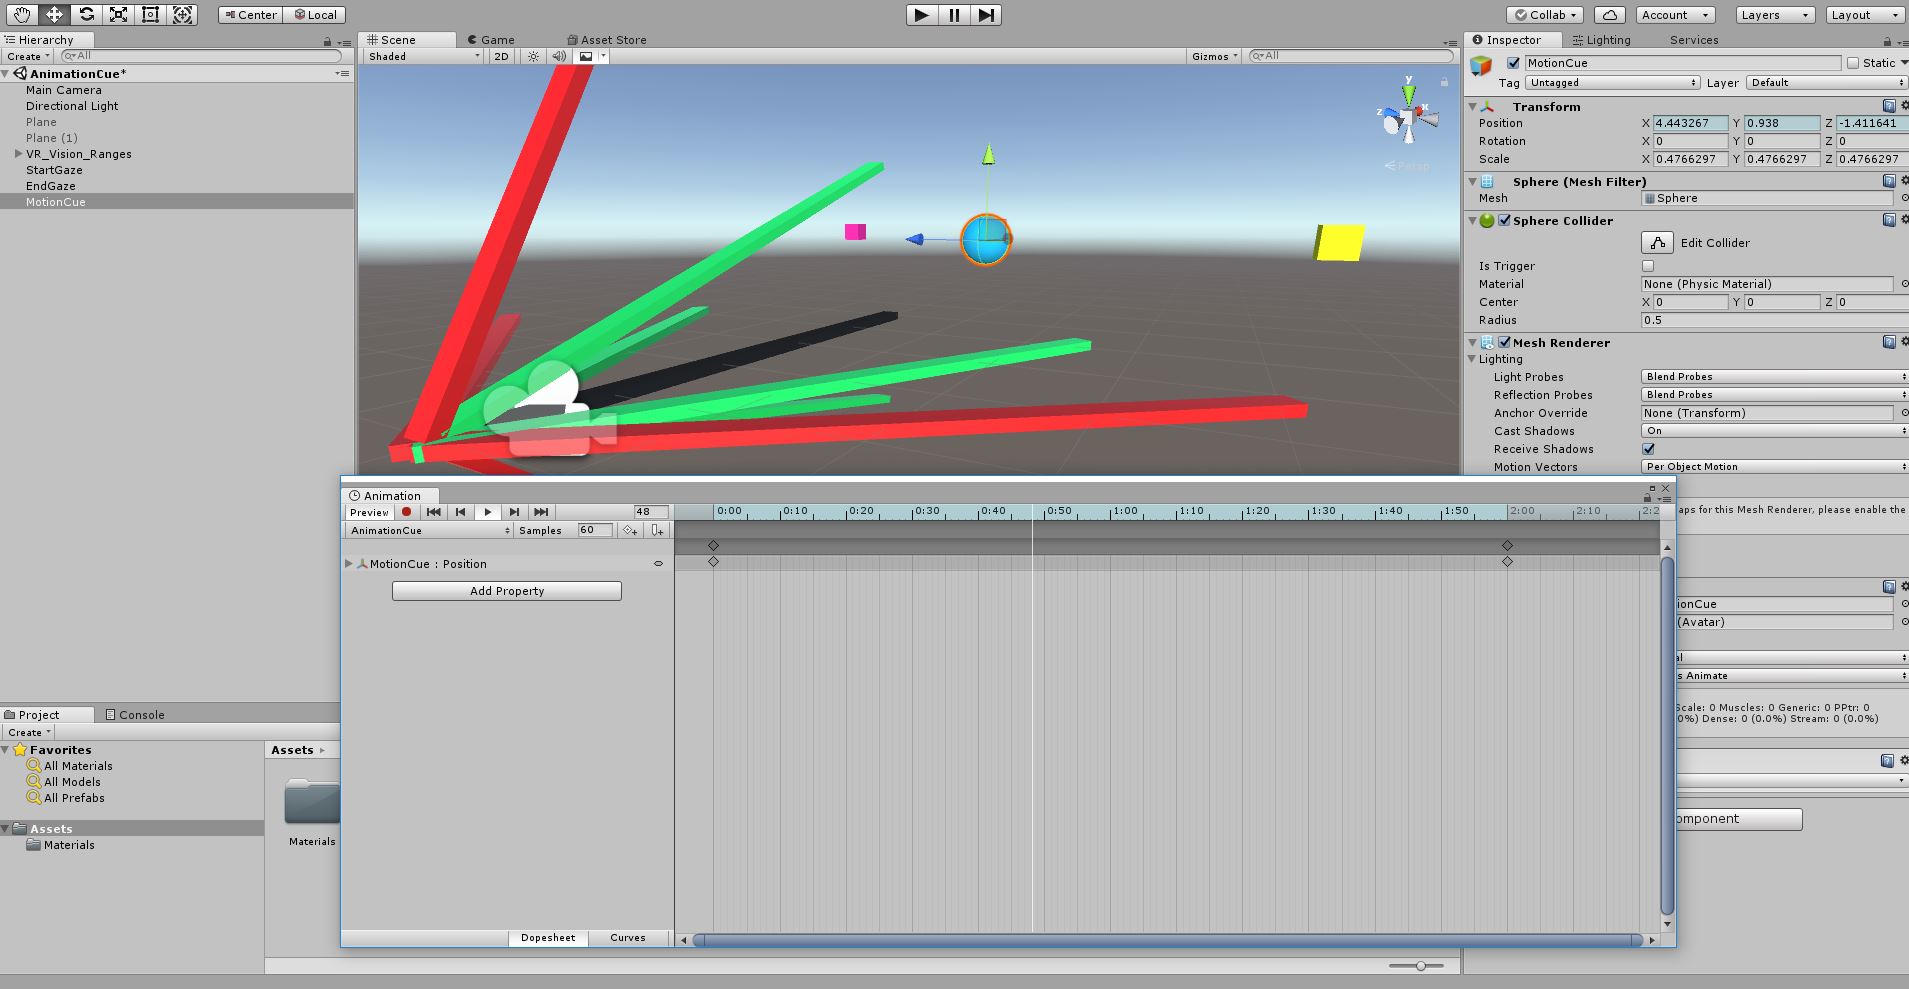 Center Local
Collab Account Layers Layout
Hierarchy
Create All
AnimationCue*
Main Camera
Directional Light
Plane
Plane (1)
VR_Vision_Ranges
StartGaze
EndGaze
MotionCue
Scene Game Asset Store
Shaded 2D Gizmos All
y
z x
Persp
Inspector Lighting Services
MotionCue Static
Tag Untagged Layer Default
Transform
Position X 4.443267 Y 0.938 Z -1.411641
Rotation X 0 Y 0 Z 0
Scale X 0.4766297 Y 0.4766297 Z 0.4766297
Sphere (Mesh Filter)
Mesh Sphere
Sphere Collider
Edit Collider
Is Trigger
Material None (Physic Material)
Center X 0 Y 0 Z 0
Radius 0.5
Mesh Renderer
Lighting
Light Probes Blend Probes
Reflection Probes Blend Probes
Anchor Override None (Transform)
Cast Shadows On
Receive Shadows
Motion Vectors Per Object Motion
aps for this Mesh Renderer, please enable the
ionCue
(Avatar)
al
s Animate
Scale: 0 Muscles: 0 Generic: 0 PPtr: 0
0%) Dense: 0 (0.0%) Stream: 0 (0.0%)
omponent
Animation
Preview 48 0:00 0:10 0:20 0:30 0:40 0:50 1:00 1:10 1:20 1:30 1:40 1:50 2:00 2:10 2:2
AnimationCue Samples 60
MotionCue : Position
Add Property
Dopesheet Curves
Project Console
Create
Favorites
All Materials
All Models
All Prefabs
Assets
Materials
Assets
Materials